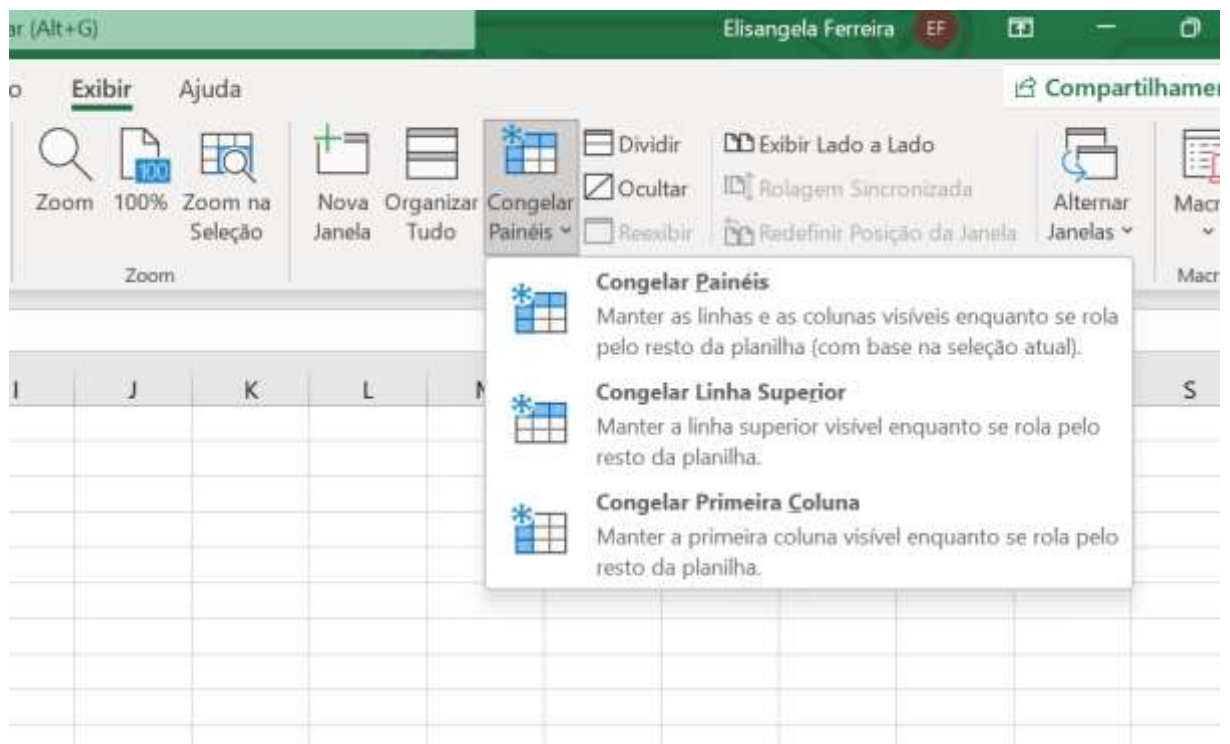 ar (Alt+G)
Elisangela Ferreira EF
Exibir Ajuda
Compartilhamen
Zoom 100% Zoom na Seleção
100
Nova Janela Organizar Tudo Congelar Painéis
Dividir
Ocultar
Reexibir
Exibir Lado a Lado
Rolagem Sincronizada
Redefinir Posição da Janela
Alternar Janelas
Macr
Zoom
Macr
Congelar Painéis
Manter as linhas e as colunas visíveis enquanto se rola
pelo resto da planilha (com base na seleção atual).
Congelar Linha Superior
Manter a linha superior visível enquanto se rola pelo
resto da planilha.
Congelar Primeira Coluna
Manter a primeira coluna visível enquanto se rola pelo
resto da planilha.
I J K L S